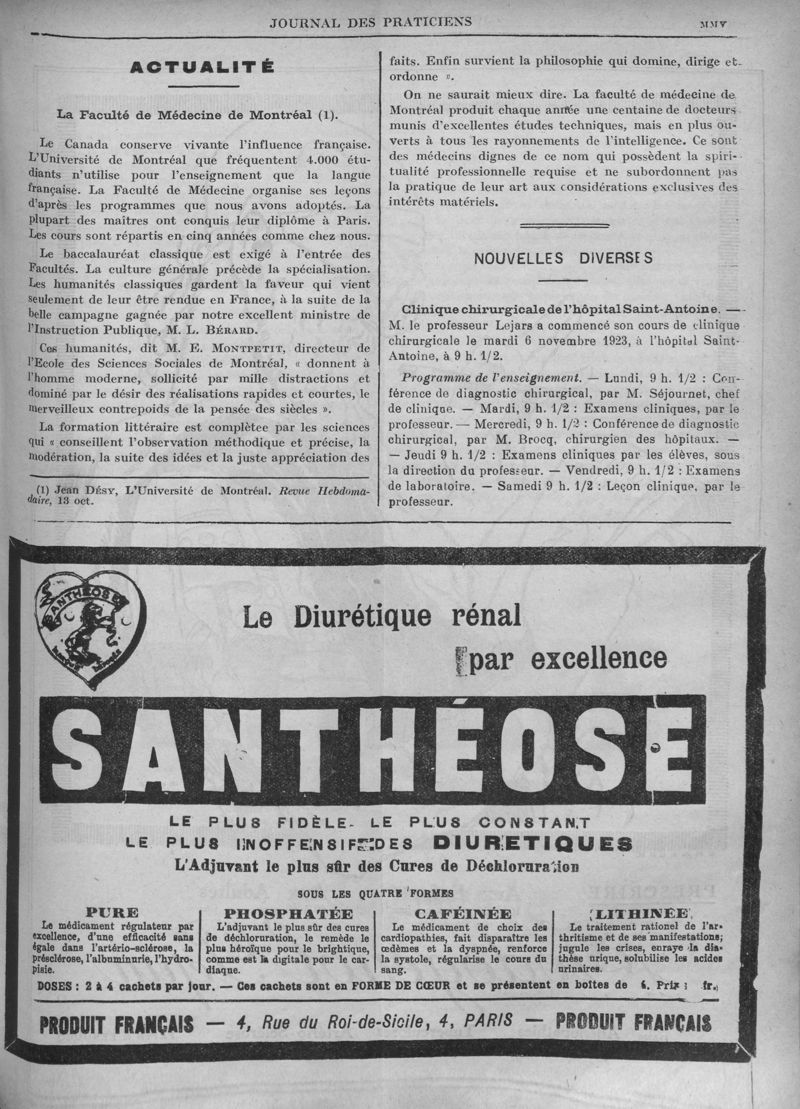 JOURNAL DES PRATICIENS
MMV
ACTUALITÉ
La Faculté de Médecine de Montréal (1).
Le Canada conserve vivante l'influence française.
L'Université de Montréal que fréquentent 4.000 étu-
diants n'utilise pour l'enseignement que la langue
française. La Faculté de Médecine organise ses leçons
d'après les programmes que nous avons adoptés. La
plupart des maîtres ont conquis leur diplôme à Paris.
Les cours sont répartis en cinq années comme chez nous.
Le baccalauréat classique est exigé à l'entrée des
Facultés. La culture générale précède la spécialisation.
Les humanités classiques gardent la faveur qui vient
seulement de leur être rendue en France, à la suite de la
belle campagne gagnée par notre excellent ministre de
l'Instruction Publique, M. L. BÉRARD.
Ces humanités, dit M. E. MONTPETIT, directeur de
l'Ecole des Sciences Sociales de Montréal, « donnent à
l'homme moderne, sollicité par mille distractions et
dominé par le désir des réalisations rapides et courtes, le
merveilleux contrepoids de la pensée des siècles ».
La formation littéraire est complétee par les sciences
qui « conseillent l'observation méthodique et précise, la
modération, la suite des idées et la juste appréciation des
(1) Jean DÉSY, L'Université de Montréal. Revue Hebdoma-
daire, 13 oct.
faits. Enfin survient la philosophie qui domine, dirige et
ordonne ».
On ne saurait mieux dire. La faculté de médecine de
Montréal produit chaque année une centaine de docteurs
munis d'excellentes études techniques, mais en plus ou-
verts à tous les rayonnements de l'intelligence. Ce sont
des médecins dignes de ce nom qui possèdent la spiri-
tualité professionnelle requise et ne subordonnent pas
la pratique de leur art aux considérations exclusives des
intérêts matériels.
NOUVELLES DIVERSES
Clinique chirurgicale de l'hôpital Saint-Antoine. —
M. le professeur Lejars a commencé son cours de clinique
chirurgicale le mardi 6 novembre 1923, à l'hôpital Saint-
Antoine, à 9 h. 1/2.
Programme de l'enseignement. — Lundi, 9 h. 1/2 : Con-
férence de diagnostic chirurgical, par M. Séjournet, chef
de clinique. — Mardi, 9 h. 1/2 : Examens cliniques, par le
professeur. — Mercredi, 9 h. 1/2 : Conférence de diagnostic
chirurgical, par M. Brocq, chirurgien des hôpitaux. —
— Jeudi 9 h. 1/2 : Examens cliniques par les élèves, sous
la direction du professeur. — Vendredi, 9 h. 1/2 : Examens
de laboratoire. — Samedi 9 h. 1/2 : Leçon clinique, par le
professeur.
SANTHÉOSE
Le Diurétique rénal
par excellence
SANTHÉOSE
LE PLUS FIDÈLE - LE PLUS CONSTANT
LE PLUS INOFFENSIF DES DIURETIQUES
L'Adjuvant le plus sûr des Cures de Déchloruration
SOUS LES QUATRE FORMES
PURE
Le médicament régulateur par
excellence, d'une efficacité sans
égale dans l'artério-sclérose, la
présclérose, l'albuminurie, l'hydro-
pisie.
PHOSPHATÉE
L'adjuvant le plus sûr des cures
de déchloruration, le remède le
plus héroïque pour le brightique,
comme est la digitale pour le car-
diaque.
CAFÉINÉE
Le médicament de choix des
cardiopathies, fait disparaître les
œdèmes et la dyspnée, renforce
la systole, régularise le cours du
sang.
LITHINÉE
Le traitement rationel de l'ar-
thritisme et de ses manifestations;
jugule les crises, enraye la dia-
thèse urique, solubilise les acides
urinaires.
DOSES : 2 à 4 cachets par jour. — Ces cachets sont en FORME DE CŒUR et se présentent en boîtes de Prix : fr.
PRODUIT FRANÇAIS — 4, Rue du Roi-de-Sicile, 4, PARIS — PRODUIT FRANÇAIS